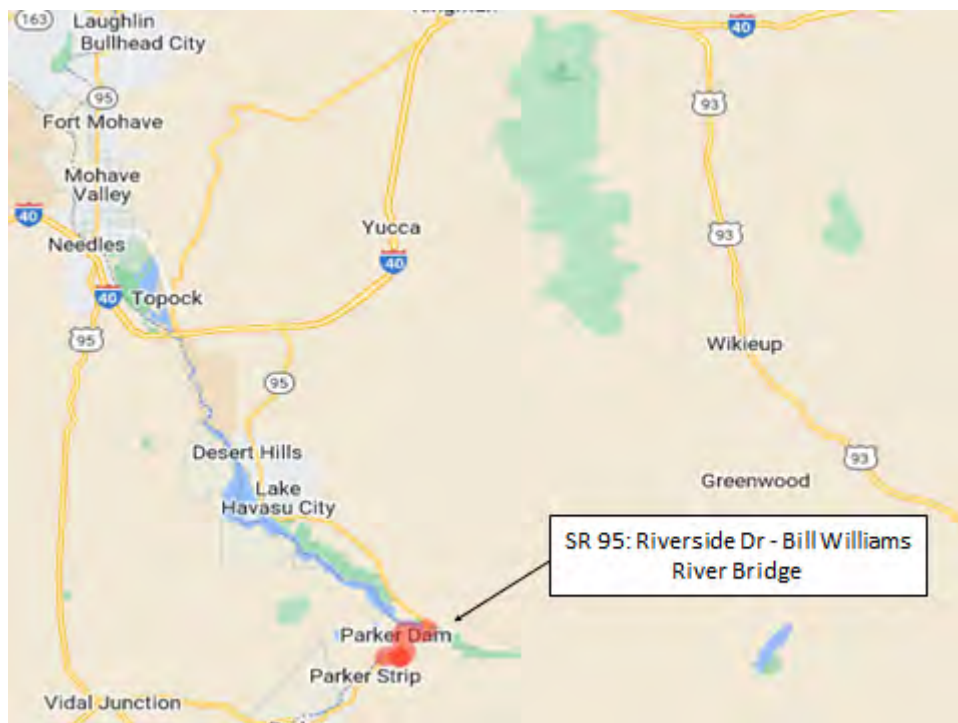 163
Laughlin
Bullhead City
40
93
95
Fort Mohave
Mohave
Valley
40
Yucca
93
Needles
40
40
Topock
95
Wikieup
95
Desert Hills
93
Greenwood
Lake
Havasu City
SR 95: Riverside Dr - Bill Williams
River Bridge
Parker Dam
Parker Strip
Vidal Junction